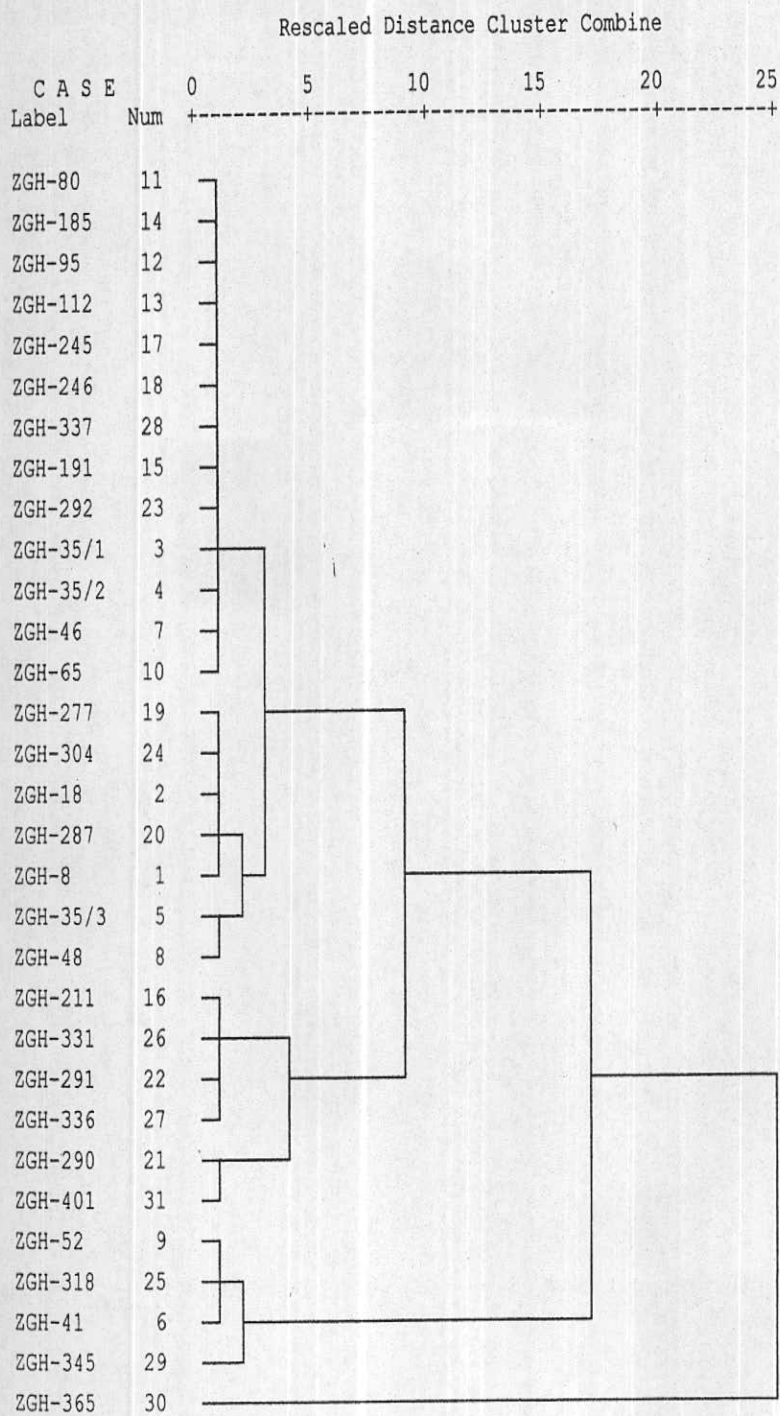 Rescaled Distance Cluster Combine
C A S E 0 5 10 15 20 25
Label Num
ZGH-80 11
ZGH-185 14
ZGH-95 12
ZGH-112 13
ZGH-245 17
ZGH-246 18
ZGH-337 28
ZGH-191 15
ZGH-292 23
ZGH-35/1 3
ZGH-35/2 4
ZGH-46 7
ZGH-65 10
ZGH-277 19
ZGH-304 24
ZGH-18 2
ZGH-287 20
ZGH-8 1
ZGH-35/3 5
ZGH-48 8
ZGH-211 16
ZGH-331 26
ZGH-291 22
ZGH-336 27
ZGH-290 21
ZGH-401 31
ZGH-52 9
ZGH-318 25
ZGH-41 6
ZGH-345 29
ZGH-365 30